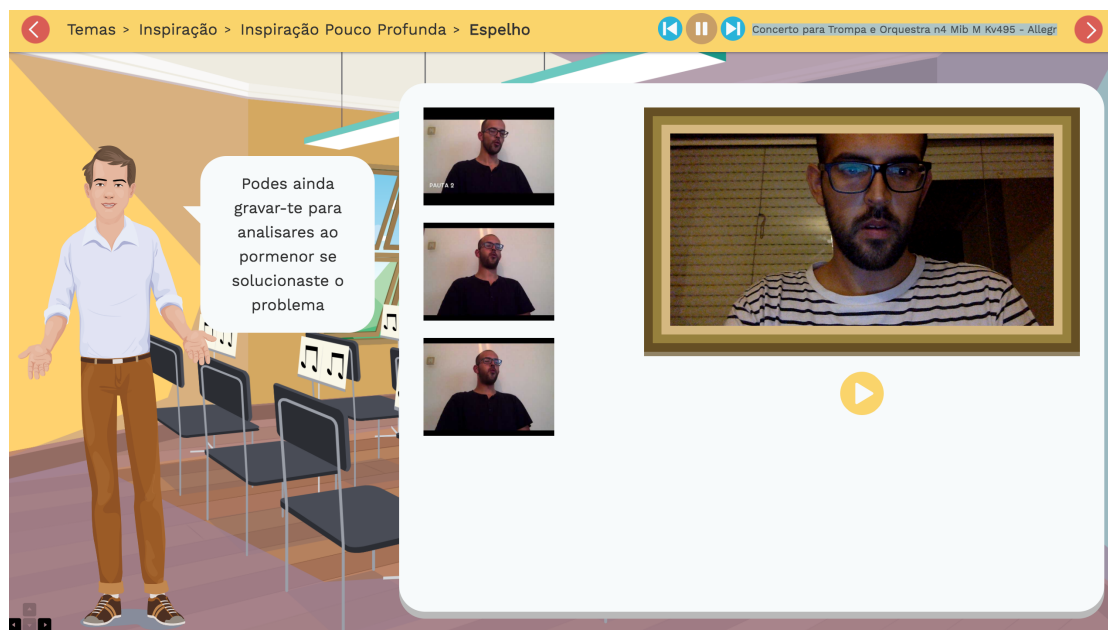 Temas > Inspiração > Inspiração Pouco Profunda > Espelho
Concerto para Trompa e Orquestra n4 Mib M Kv495 - Allegr
Podes ainda
gravar-te para
analisares ao
pormenor se
solucionaste o
problema
PAUTA 2